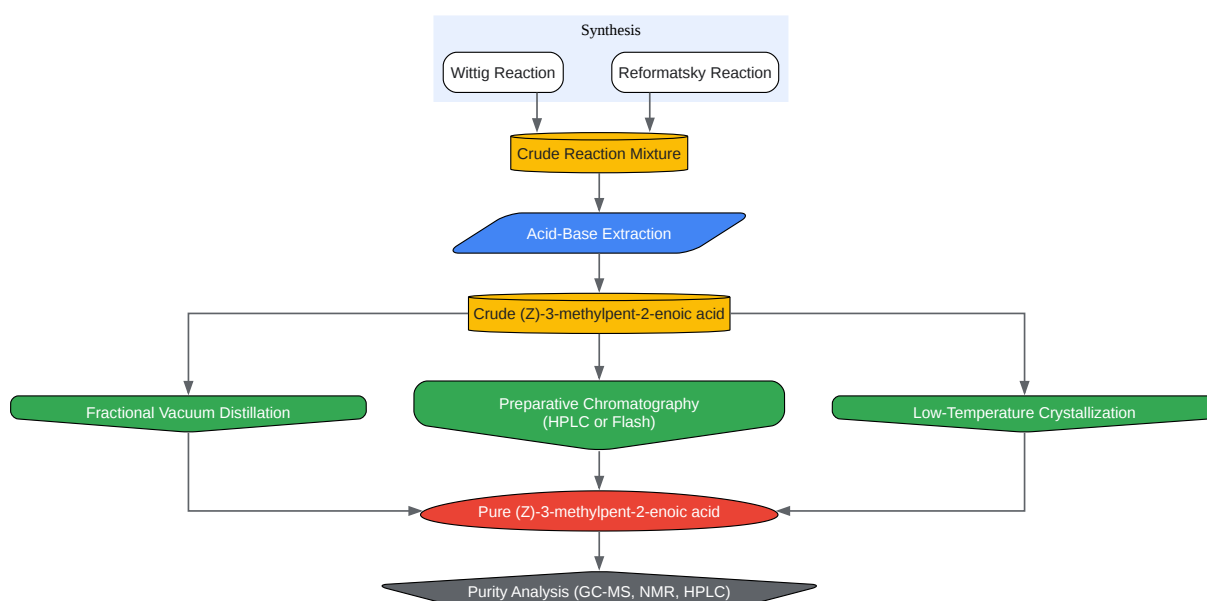 Synthesis
Wittig Reaction
Reformatsky Reaction
Crude Reaction Mixture
Acid-Base Extraction
Crude (Z)-3-methylpent-2-enoic acid
Fractional Vacuum Distillation
Preparative Chromatography
(HPLC or Flash)
Low-Temperature Crystallization
Pure (Z)-3-methylpent-2-enoic acid
Purity Analysis (GC-MS, NMR, HPLC)